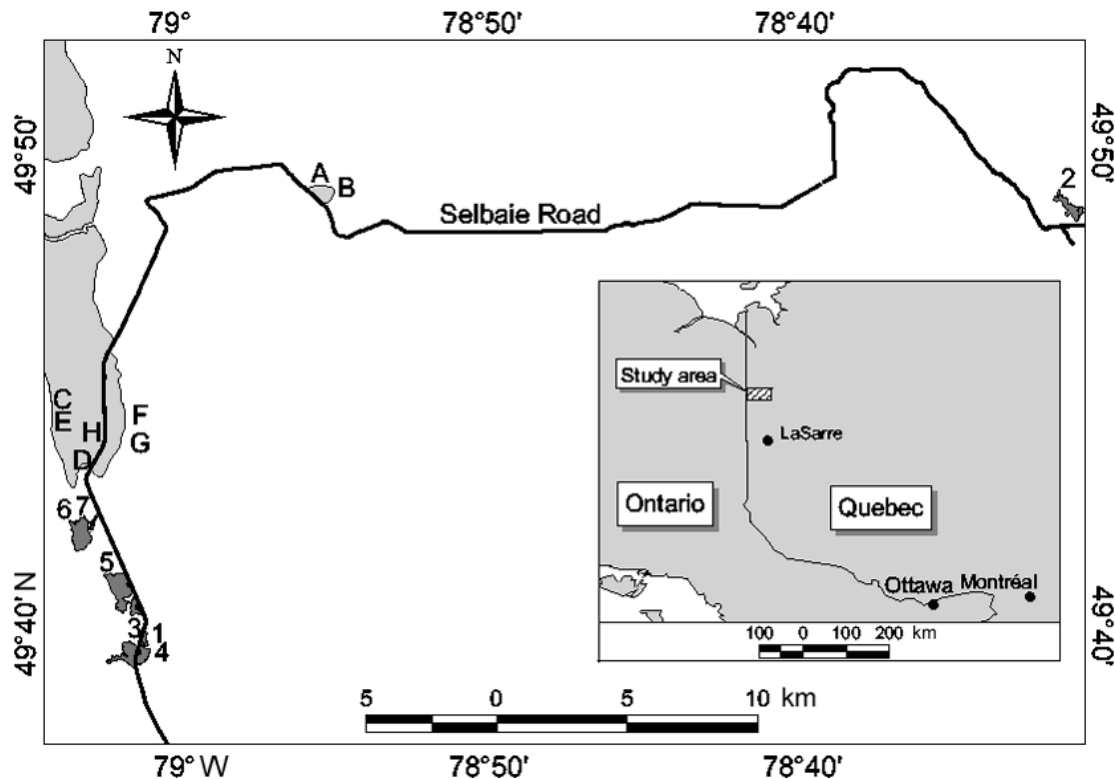 79° 78°50' 78°40'
N
49°50' 49°50'
A B
2
Selbaie Road
Study area
LaSarre
C
E
F
H
G
D
Ontario Quebec
6 7
5
Ottawa Montréal
3 1
4
49°40' N 49°40'
100 0 100 200 km
5 0 5 10 km
79° W 78°50' 78°40'